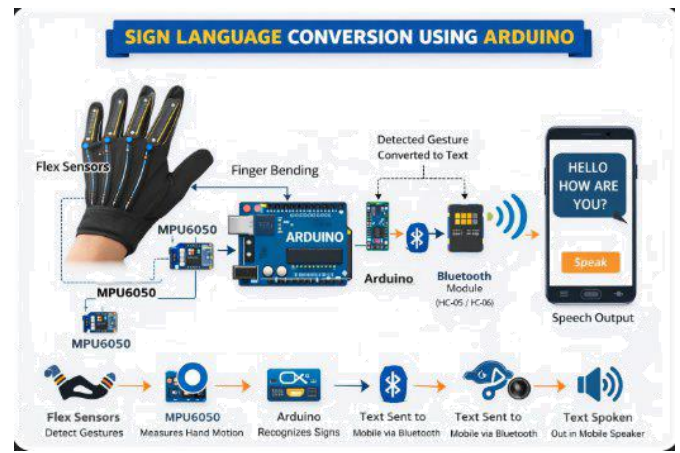 SIGN LANGUAGE CONVERSION USING ARDUINO
Flex Sensors
Finger Bending
Detected Gesture
Converted to Text
HELLO
HOW ARE
YOU?
Speak
MPU6050
ARDUINO
MPU6050
MPU6050
Arduino
Bluetooth
Module
(HC-05 / HC-06)
Speech Output
Flex Sensors
Detect Gestures
MPU6050
Measures Hand Motion
Arduino
Recognizes Signs
Text Sent to
Mobile via Bluetooth
Text Sent to
Mobile via Bluetooth
Text Spoken
Out in Mobile Speaker